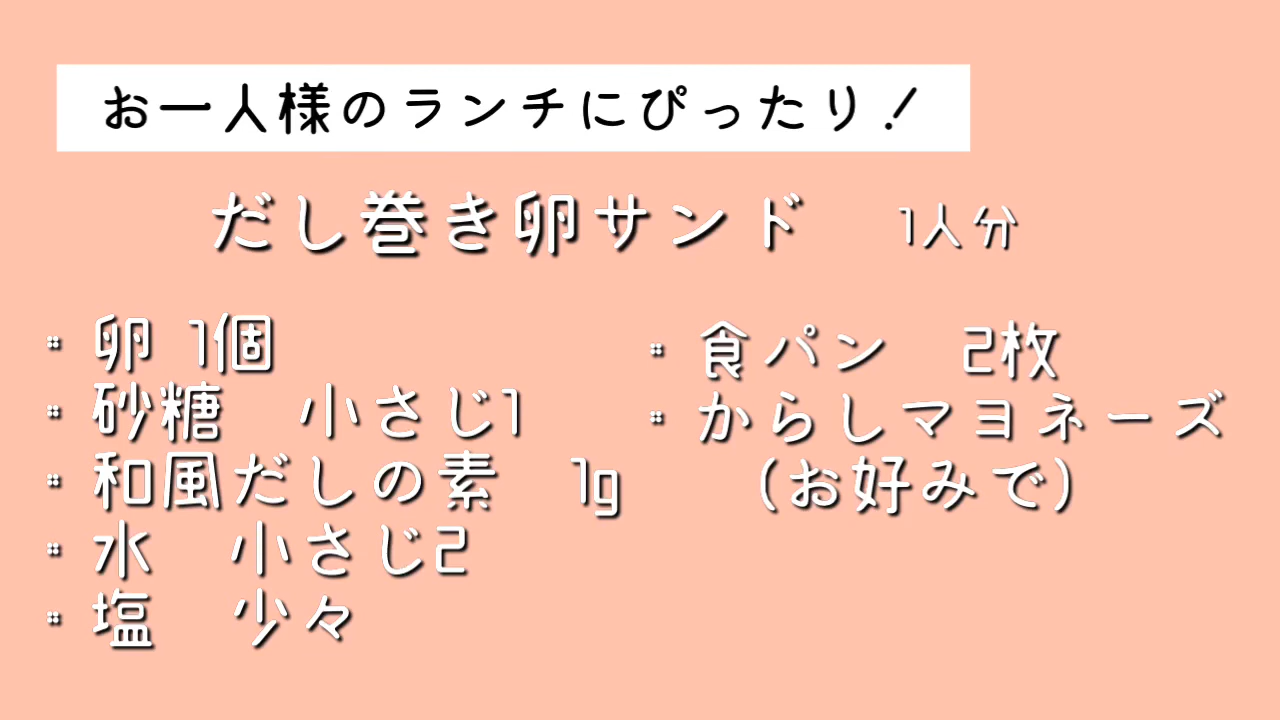 お一人様のランチにぴったり！
だし巻き卵サンド　1人分
・卵 1個
・砂糖　小さじ1
・和風だしの素　1g
・水　小さじ2
・塩　少々
・食パン　2枚
・からしマヨネーズ
（お好みで）